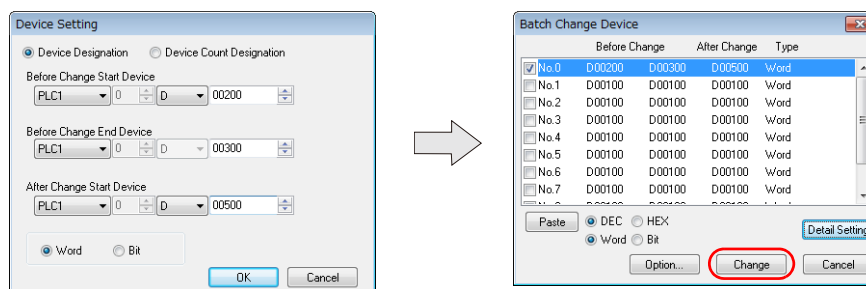 Device Setting
Device Designation Device Count Designation
Before Change Start Device
PLC1 0 D 00200
Before Change End Device
PLC1 0 D 00300
After Change Start Device
PLC1 0 D 00500
Word Bit
OK Cancel
Batch Change Device
Before Change After Change Type
No.0 D00200 D00300 D00500 Word
No.1 D00100 D00100 D00100 Word
No.2 D00100 D00100 D00100 Word
No.3 D00100 D00100 D00100 Word
No.4 D00100 D00100 D00100 Word
No.5 D00100 D00100 D00100 Word
No.6 D00100 D00100 D00100 Word
No.7 D00100 D00100 D00100 Word
Paste DEC HEX
Word Bit
Detail Setting
Option... Change Cancel